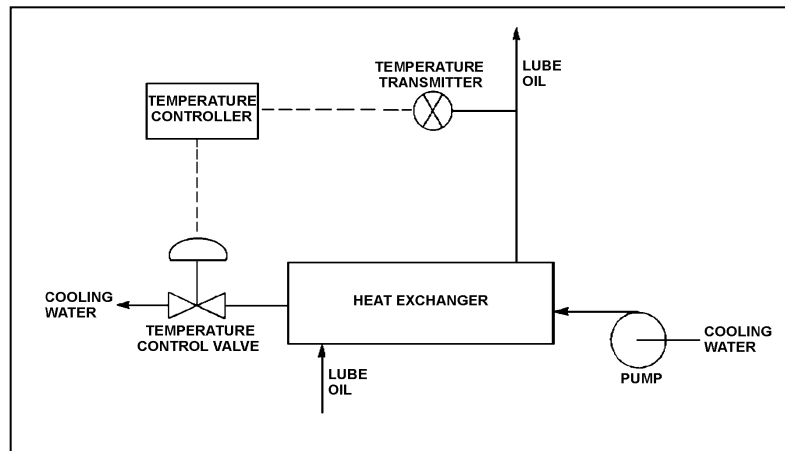 LUBE
OIL
TEMPERATURE
TRANSMITTER
TEMPERATURE
CONTROLLER
COOLING
WATER
TEMPERATURE
CONTROL VALVE
HEAT EXCHANGER
LUBE
OIL
COOLING
WATER
PUMP